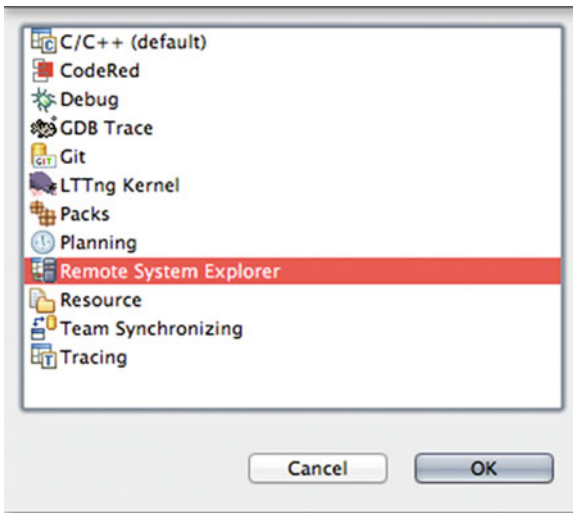 C/C++ (default)
CodeRed
Debug
GDB Trace
GIT Git
LTTng Kernel
Packs
Planning
Remote System Explorer
Resource
Team Synchronizing
Tracing
Cancel OK